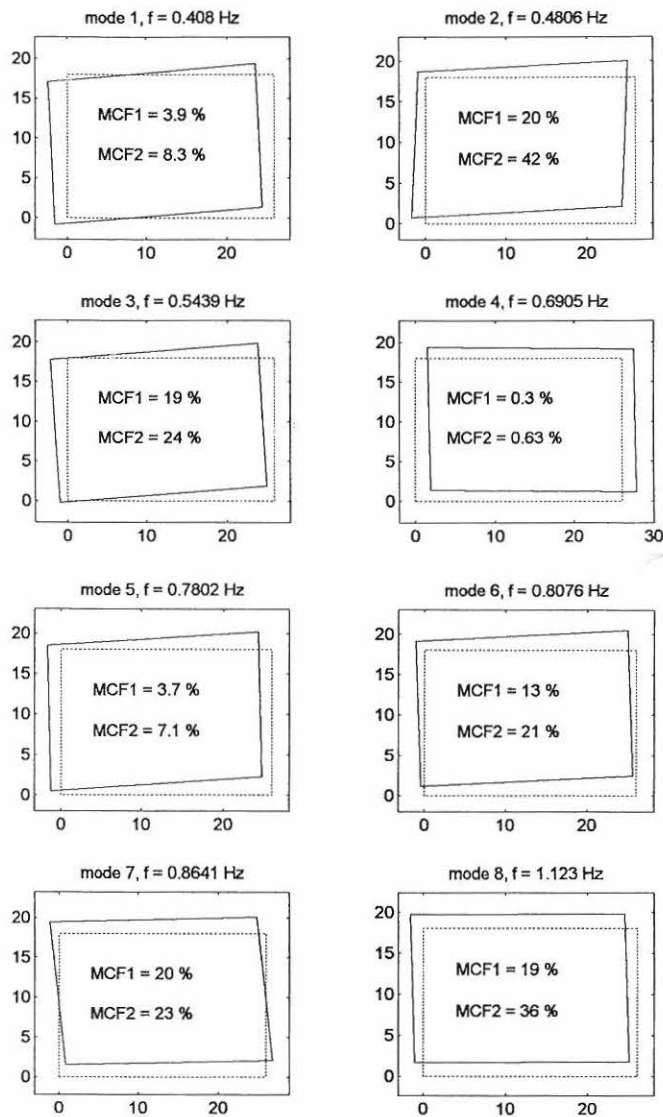 mode 1, f = 0.408 Hz
20
15
10
5
0
MCF1 = 3.9 %
MCF2 = 8.3 %
0 10 20
mode 2, f = 0.4806 Hz
20
15
10
5
0
MCF1 = 20 %
MCF2 = 42 %
0 10 20
mode 3, f = 0.5439 Hz
20
15
10
5
0
MCF1 = 19 %
MCF2 = 24 %
0 10 20
mode 4, f = 0.6905 Hz
20
15
10
5
0
MCF1 = 0.3 %
MCF2 = 0.63 %
0 10 20 30
mode 5, f = 0.7802 Hz
20
15
10
5
0
MCF1 = 3.7 %
MCF2 = 7.1 %
0 10 20
mode 6, f = 0.8076 Hz
20
15
10
5
0
MCF1 = 13 %
MCF2 = 21 %
0 10 20
mode 7, f = 0.8641 Hz
20
15
10
5
0
MCF1 = 20 %
MCF2 = 23 %
0 10 20
mode 8, f = 1.123 Hz
20
15
10
5
0
MCF1 = 19 %
MCF2 = 36 %
0 10 20